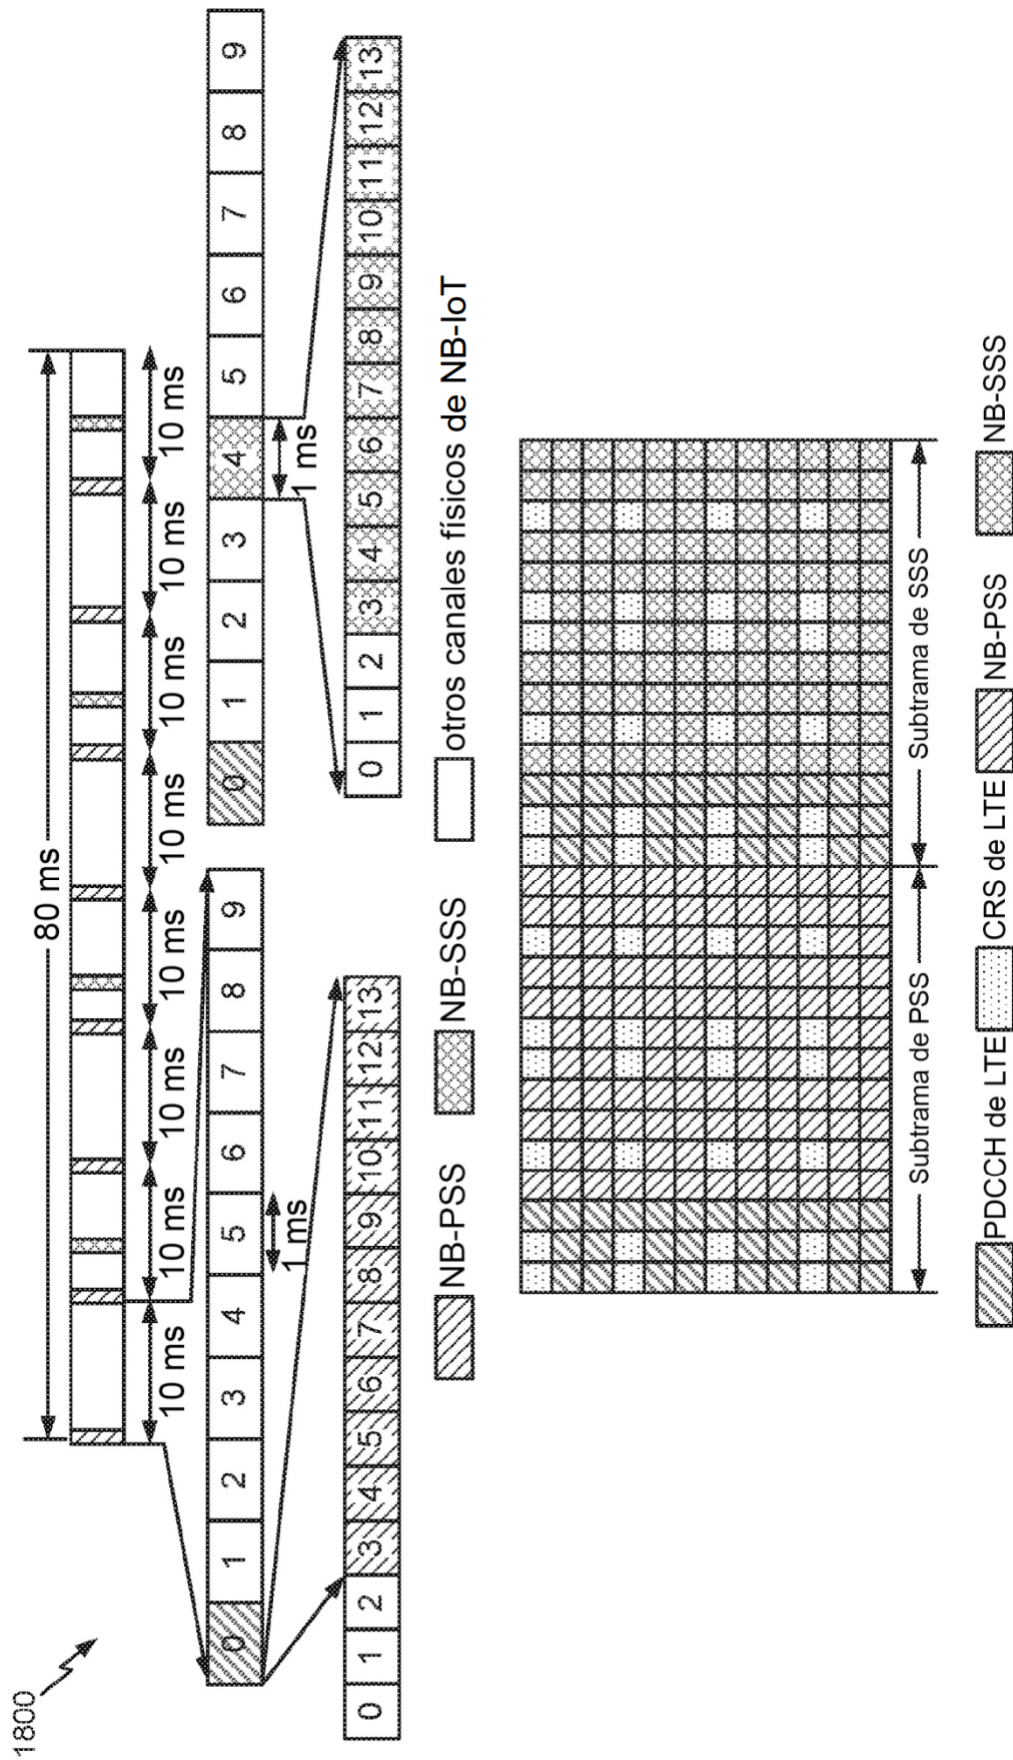 1800
80 ms
10 ms 10 ms 10 ms 10 ms 10 ms 10 ms 10 ms 10 ms
0 1 2 3 4 5 6 7 8 9
1 ms
0 1 2 3 4 5 6 7 8 9 10 11 12 13
0 1 2 3 4 5 6 7 8 9
1 ms
0 1 2 3 4 5 6 7 8 9 10 11 12 13
NB-PSS NB-SSS otros canales físicos de NB-IoT
Subtrama de PSS Subtrama de SSS
PDCCH de LTE CRS de LTE NB-PSS NB-SSS